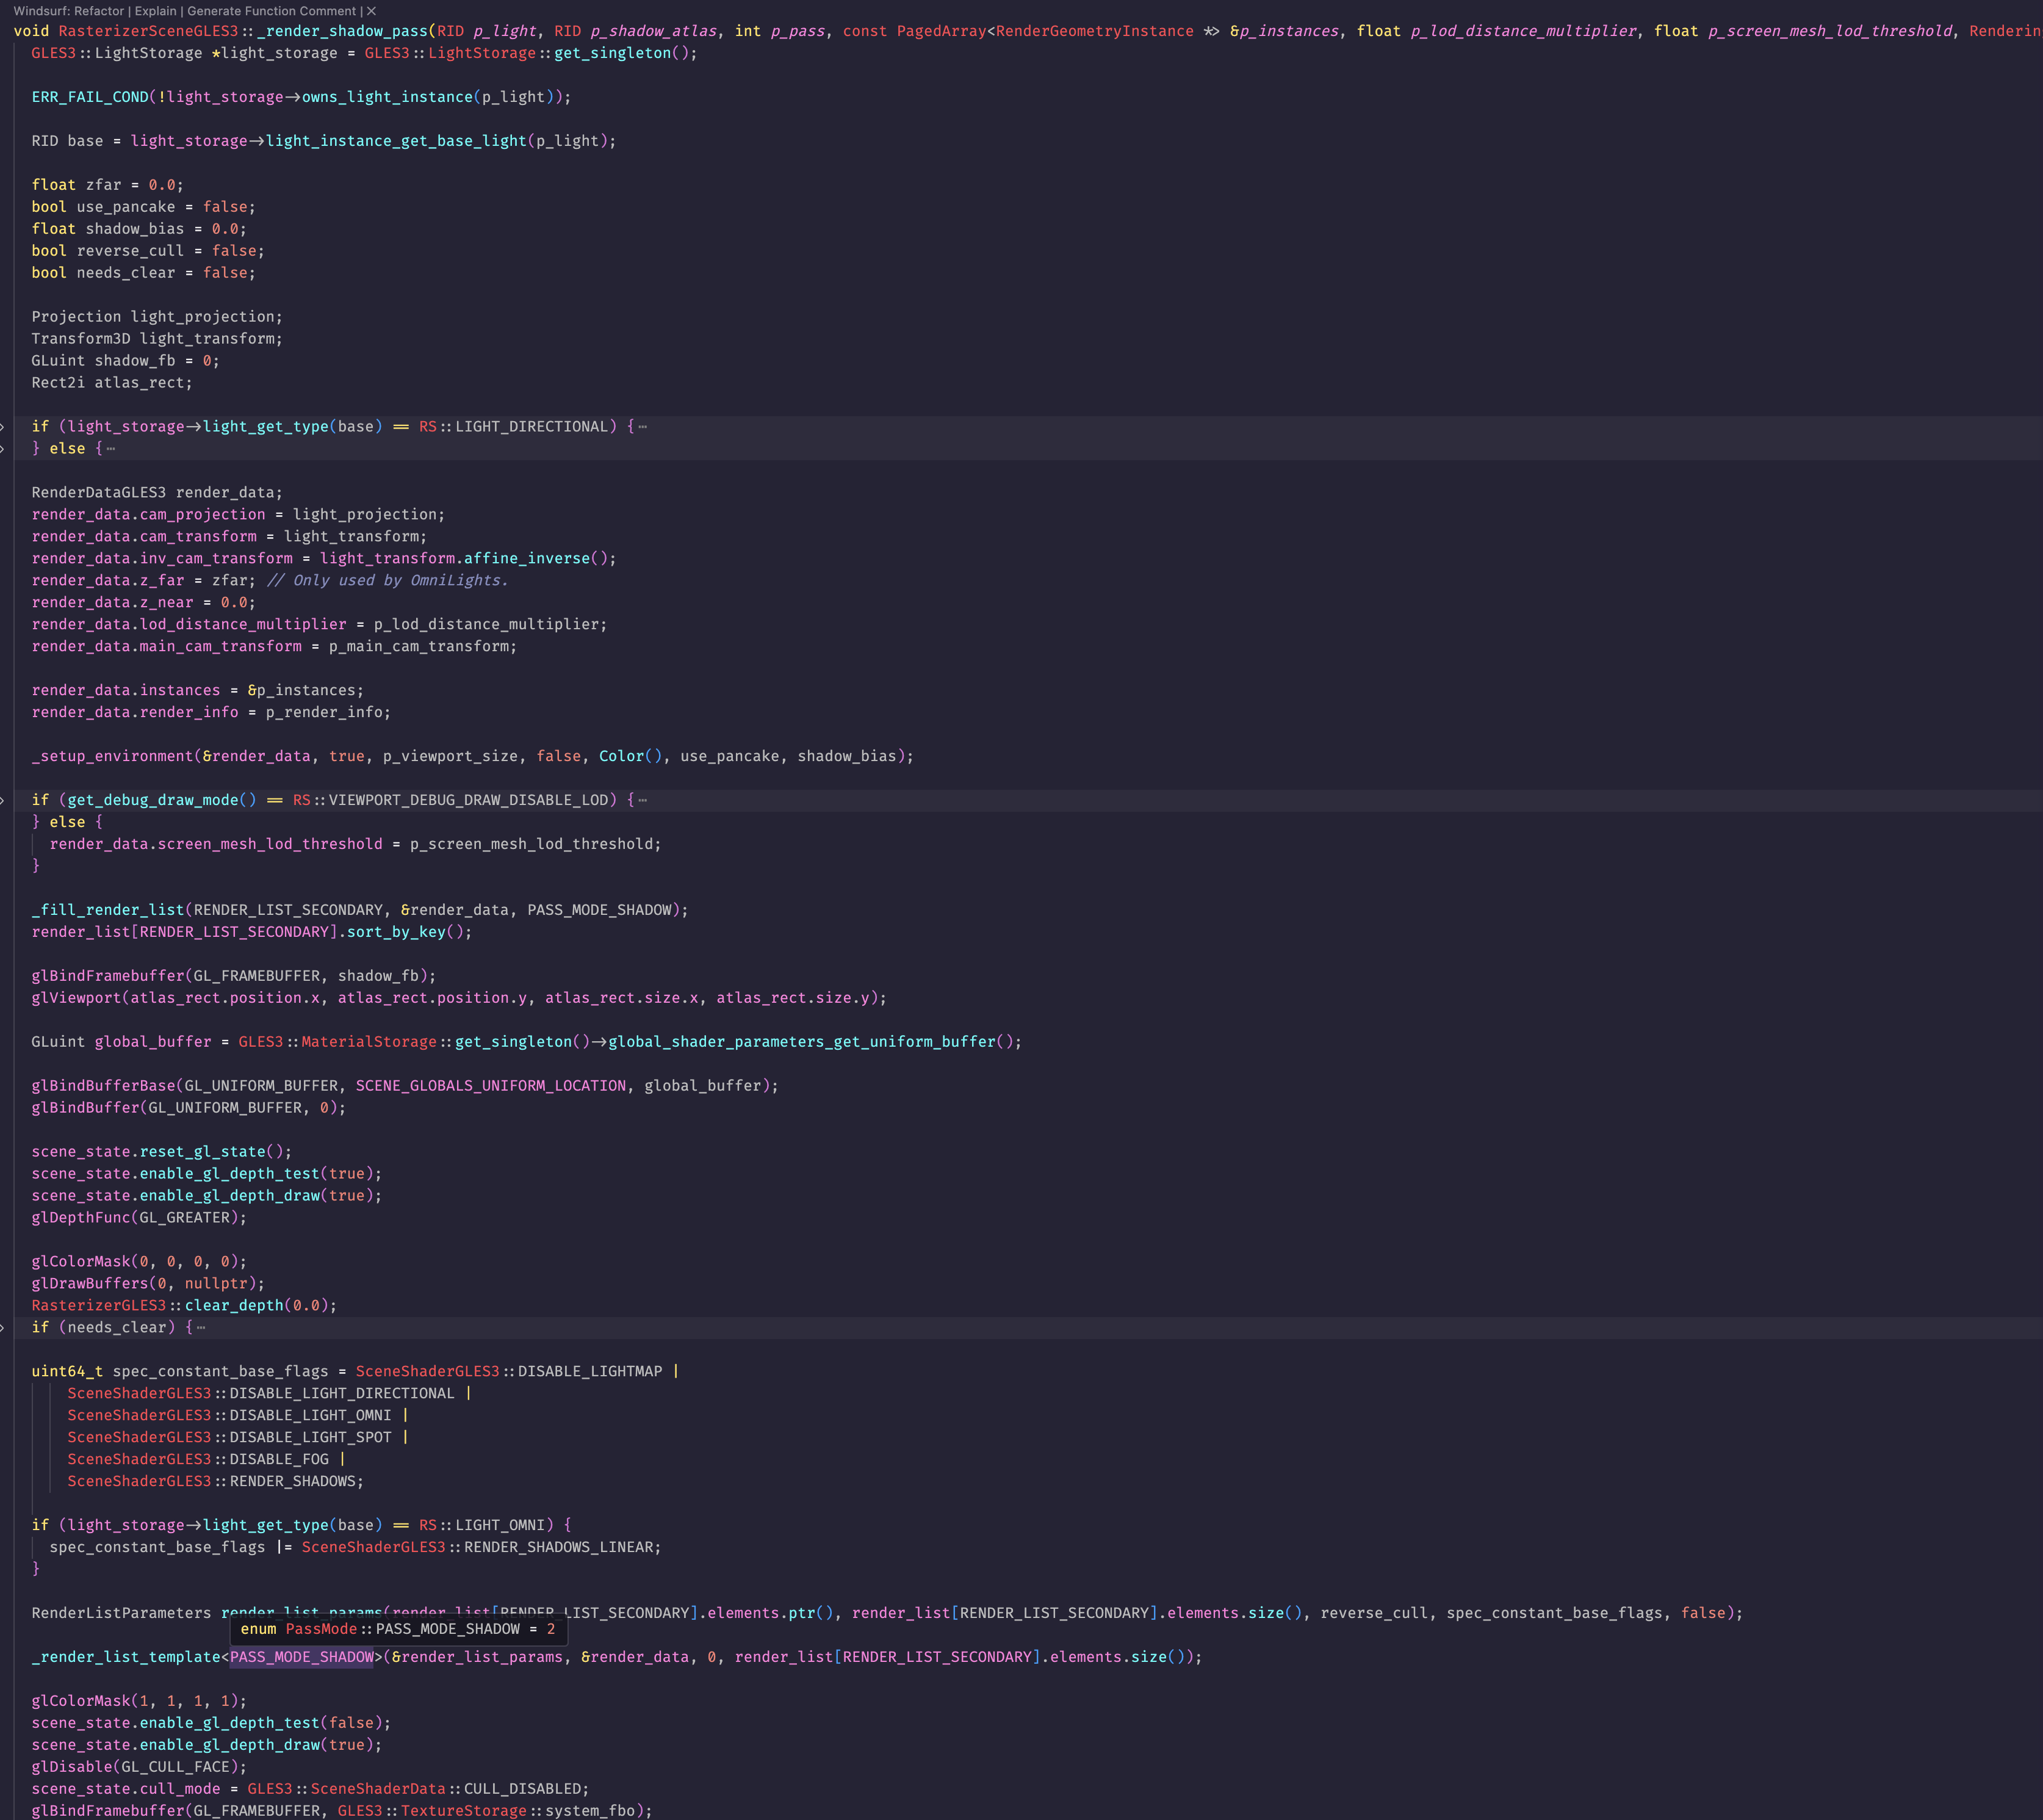 Windsurf: Refactor | Explain | Generate Function Comment | X
void RasterizerSceneGLES3::_render_shadow_pass(RID p_light, RID p_shadow_atlas, int p_pass, const PagedArray<RenderGeometryInstance *> &p_instances, float p_lod_distance_multiplier, float p_screen_mesh_lod_threshold, Renderin
GLES3::LightStorage *light_storage = GLES3::LightStorage::get_singleton();
ERR_FAIL_COND(!light_storage->owns_light_instance(p_light));
RID base = light_storage->light_instance_get_base_light(p_light);
float zfar = 0.0;
bool use_pancake = false;
float shadow_bias = 0.0;
bool reverse_cull = false;
bool needs_clear = false;
Projection light_projection;
Transform3D light_transform;
GLuint shadow_fb = 0;
Rect2i atlas_rect;
if (light_storage->light_get_type(base) == RS::LIGHT_DIRECTIONAL) {⋯
} else {⋯
RenderDataGLES3 render_data;
render_data.cam_projection = light_projection;
render_data.cam_transform = light_transform;
render_data.inv_cam_transform = light_transform.affine_inverse();
render_data.z_far = zfar; // Only used by OmniLights.
render_data.z_near = 0.0;
render_data.lod_distance_multiplier = p_lod_distance_multiplier;
render_data.main_cam_transform = p_main_cam_transform;
render_data.instances = &p_instances;
render_data.render_info = p_render_info;
_setup_environment(&render_data, true, p_viewport_size, false, Color(), use_pancake, shadow_bias);
if (get_debug_draw_mode() == RS::VIEWPORT_DEBUG_DRAW_DISABLE_LOD) {⋯
} else {
render_data.screen_mesh_lod_threshold = p_screen_mesh_lod_threshold;
}
_fill_render_list(RENDER_LIST_SECONDARY, &render_data, PASS_MODE_SHADOW);
render_list[RENDER_LIST_SECONDARY].sort_by_key();
glBindFramebuffer(GL_FRAMEBUFFER, shadow_fb);
glViewport(atlas_rect.position.x, atlas_rect.position.y, atlas_rect.size.x, atlas_rect.size.y);
GLuint global_buffer = GLES3::MaterialStorage::get_singleton()->global_shader_parameters_get_uniform_buffer();
glBindBufferBase(GL_UNIFORM_BUFFER, SCENE_GLOBALS_UNIFORM_LOCATION, global_buffer);
glBindBuffer(GL_UNIFORM_BUFFER, 0);
scene_state.reset_gl_state();
scene_state.enable_gl_depth_test(true);
scene_state.enable_gl_depth_draw(true);
glDepthFunc(GL_GREATER);
glColorMask(0, 0, 0, 0);
glDrawBuffers(0, nullptr);
RasterizerGLES3::clear_depth(0.0);
if (needs_clear) {⋯
uint64_t spec_constant_base_flags = SceneShaderGLES3::DISABLE_LIGHTMAP |
SceneShaderGLES3::DISABLE_LIGHT_DIRECTIONAL |
SceneShaderGLES3::DISABLE_LIGHT_OMNI |
SceneShaderGLES3::DISABLE_LIGHT_SPOT |
SceneShaderGLES3::DISABLE_FOG |
SceneShaderGLES3::RENDER_SHADOWS;
if (light_storage->light_get_type(base) == RS::LIGHT_OMNI) {
spec_constant_base_flags |= SceneShaderGLES3::RENDER_SHADOWS_LINEAR;
}
RenderListParameters render_list_params(render_list[RENDER_LIST_SECONDARY].elements.ptr(), render_list[RENDER_LIST_SECONDARY].elements.size(), reverse_cull, spec_constant_base_flags, false);
enum PassMode::PASS_MODE_SHADOW = 2
_render_list_template<PASS_MODE_SHADOW>(&render_list_params, &render_data, 0, render_list[RENDER_LIST_SECONDARY].elements.size());
glColorMask(1, 1, 1, 1);
scene_state.enable_gl_depth_test(false);
scene_state.enable_gl_depth_draw(true);
glDisable(GL_CULL_FACE);
scene_state.cull_mode = GLES3::SceneShaderData::CULL_DISABLED;
glBindFramebuffer(GL_FRAMEBUFFER, GLES3::TextureStorage::system_fbo);